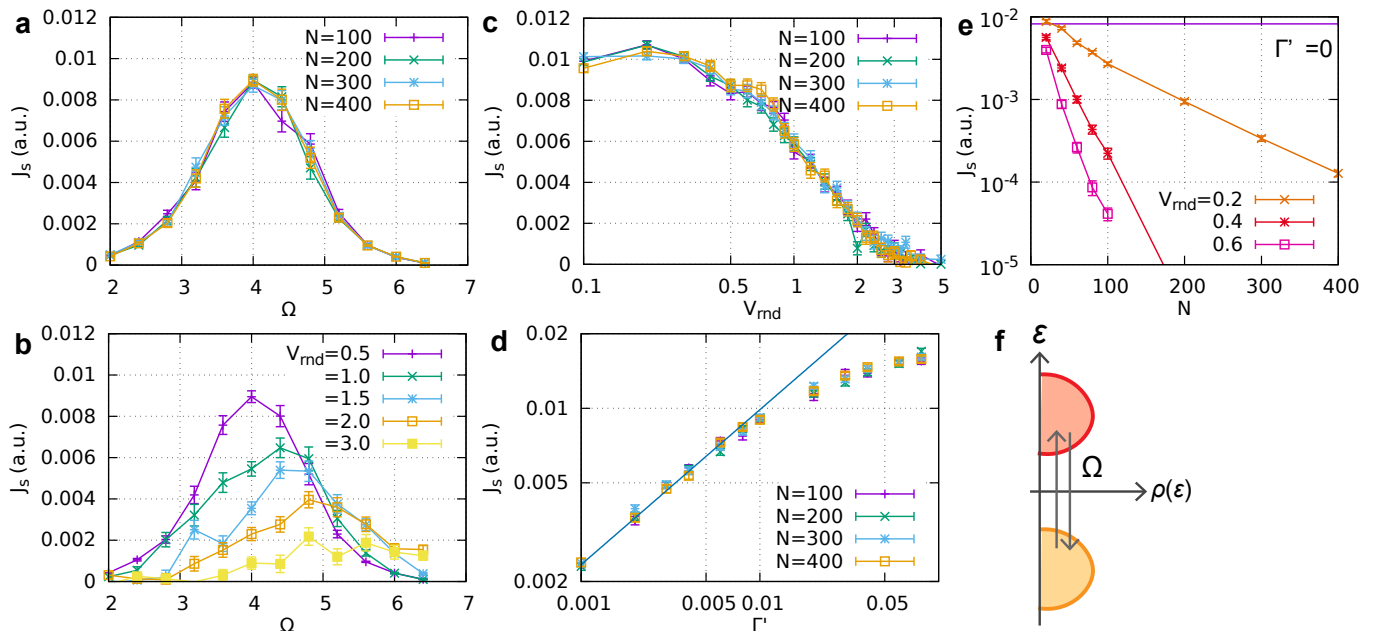 a
0.012
0.01
0.008
0.006
0.004
0.002
0
J_s (a.u.)
N=100
N=200
N=300
N=400
2 3 4 5 6 7
Ω
b
0.012
0.01
0.008
0.006
0.004
0.002
0
J_s (a.u.)
V_rnd=0.5
=1.0
=1.5
=2.0
=3.0
2 3 4 5 6 7
Ω
c
0.012
0.01
0.008
0.006
0.004
0.002
0
J_s (a.u.)
N=100
N=200
N=300
N=400
0.1 0.5 1 2 3 5
V_rnd
d
0.02
0.01
0.005
0.002
J_s (a.u.)
N=100
N=200
N=300
N=400
0.001 0.005 0.01 0.05
Γ'
e
10^-2
10^-3
10^-4
10^-5
J_s (a.u.)
Γ' =0
V_rnd=0.2
0.4
0.6
0 100 200 300 400
N
f
ε
Ω
ρ(ε)